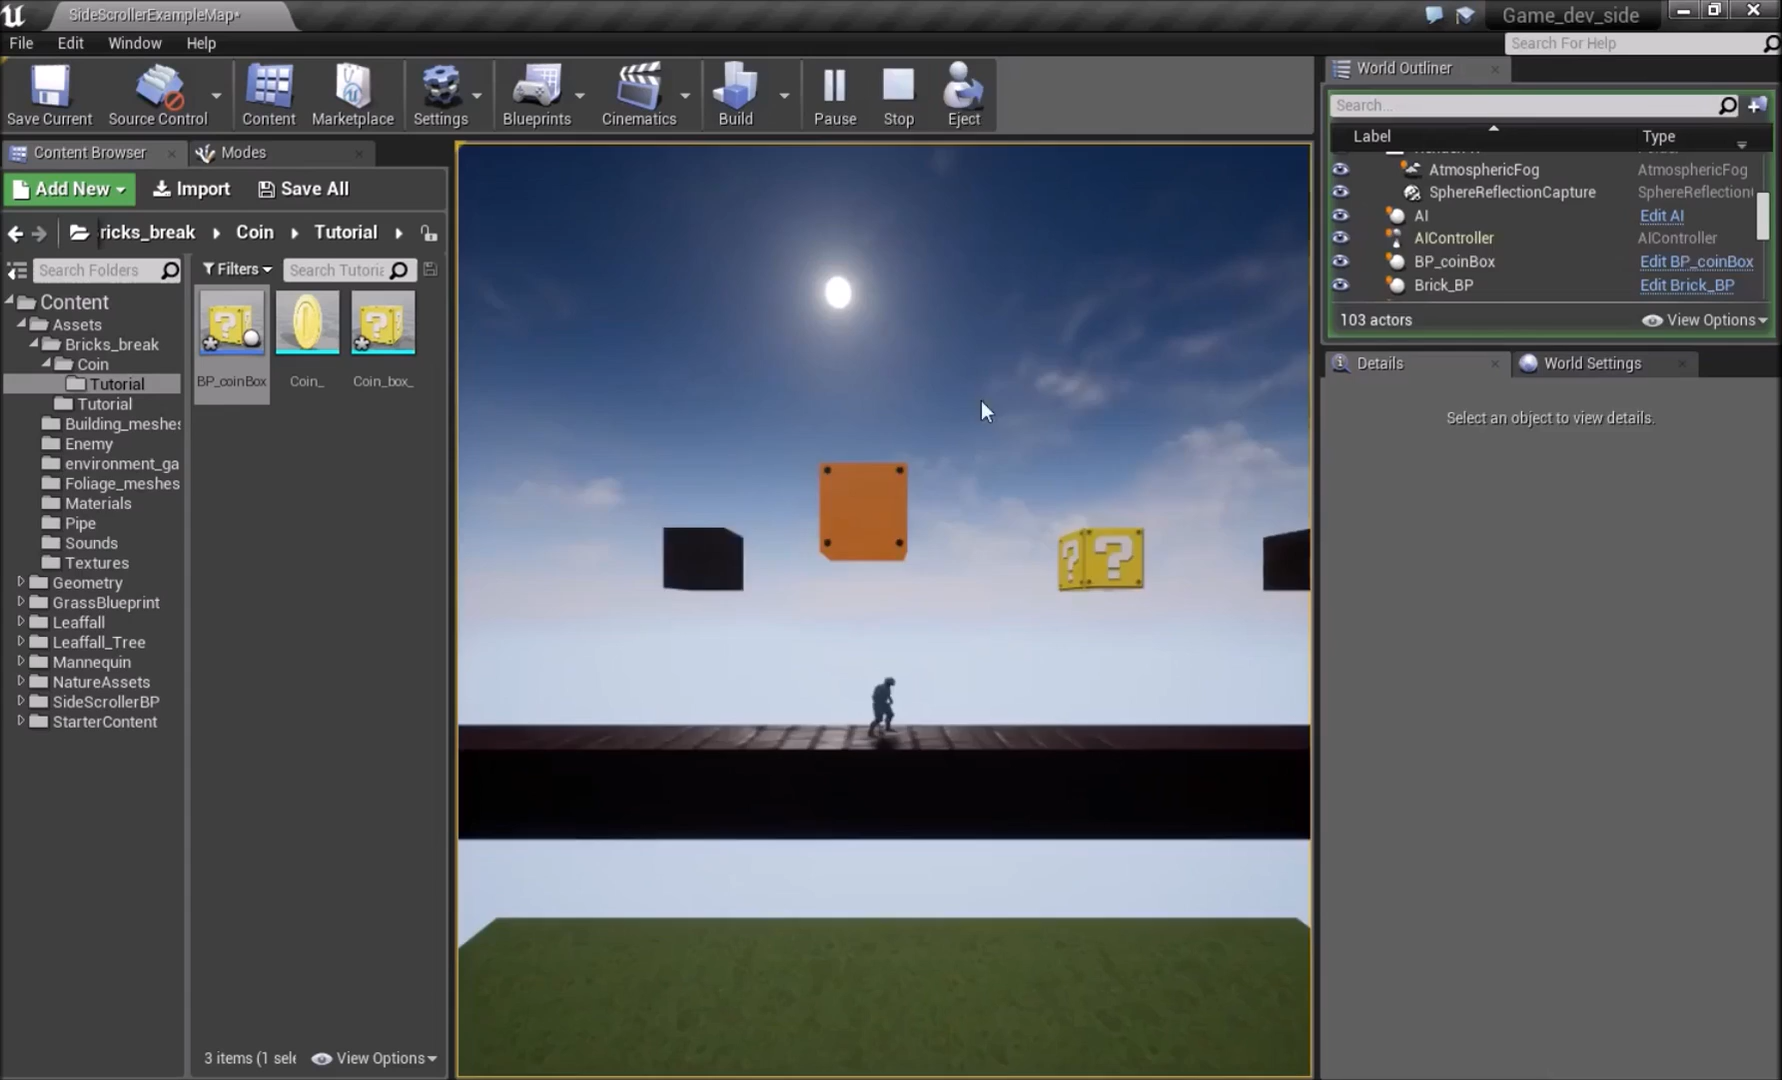 SideScrollerExampleMap*
Game_dev_side
File Edit Window Help
Search For Help
Save Current
Source Control
Content
Marketplace
Settings
Blueprints
Cinematics
Build
Pause
Stop
Eject
World Outliner
Search...
Label Type
AtmosphericFog AtmosphericFog
SphereReflectionCapture SphereReflection
AI Edit AI
AIController AIController
BP_coinBox Edit BP_coinBox
Brick_BP Edit Brick_BP
103 actors View Options
Details World Settings
Select an object to view details.
Content Browser Modes
Add New Import Save All
ricks_break Coin Tutorial
Search Folders
Filters Search Tutoria
Content
Assets
Bricks_break
Coin
Tutorial
Tutorial
Building_meshes
Enemy
environment_ga
Foliage_meshes
Materials
Pipe
Sounds
Textures
Geometry
GrassBlueprint
Leaffall
Leaffall_Tree
Mannequin
NatureAssets
SideScrollerBP
StarterContent
BP_coinBox Coin_ Coin_box_
3 items (1 sele View Options
? ?